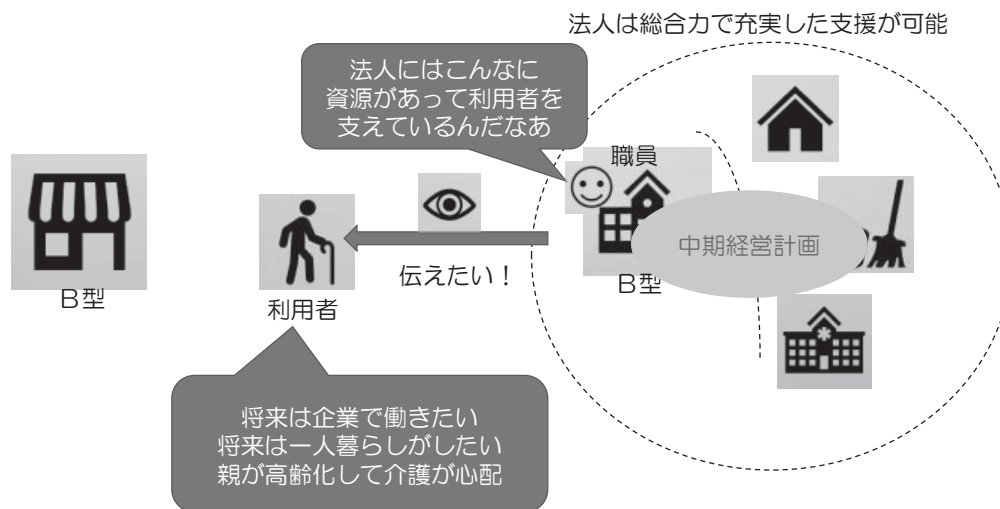 法人は総合力で充実した支援が可能
法人にはこんなに
資源があって利用者を
支えているんだなあ
職員
中期経営計画
B型
伝えたい！
B型
利用者
将来は企業で働きたい
将来は一人暮らしがしたい
親が高齢化して介護が心配